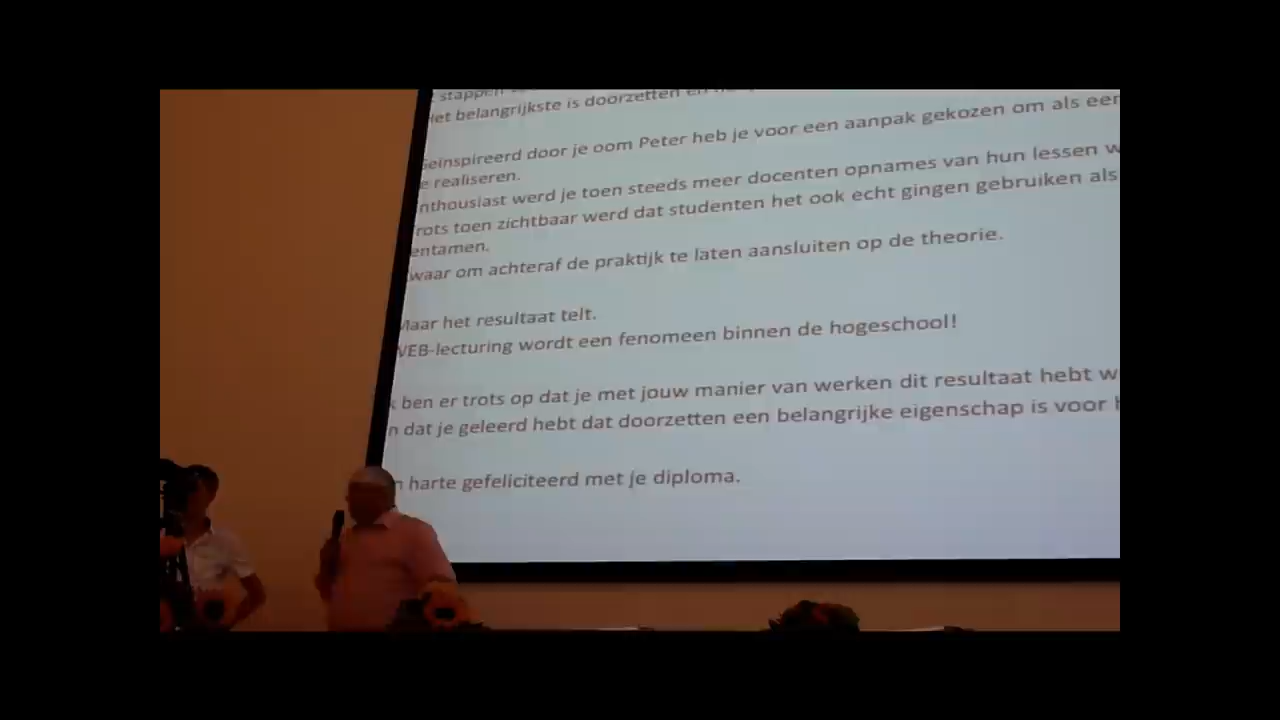 stappen
et belangrijkste is doorzetten en
einspireerd door je oom Peter heb je voor een aanpak gekozen om als een
e realiseren.
nthousiast werd je toen steeds meer docenten opnames van hun lessen w
rots toen zichtbaar werd dat studenten het ook echt gingen gebruiken als
entamen.
waar om achteraf de praktijk te laten aansluiten op de theorie.
Maar het resultaat telt.
WEB-lecturing wordt een fenomeen binnen de hogeschool!
k ben er trots op dat je met jouw manier van werken dit resultaat hebt w
n dat je geleerd hebt dat doorzetten een belangrijke eigenschap is voor h
n harte gefeliciteerd met je diploma.